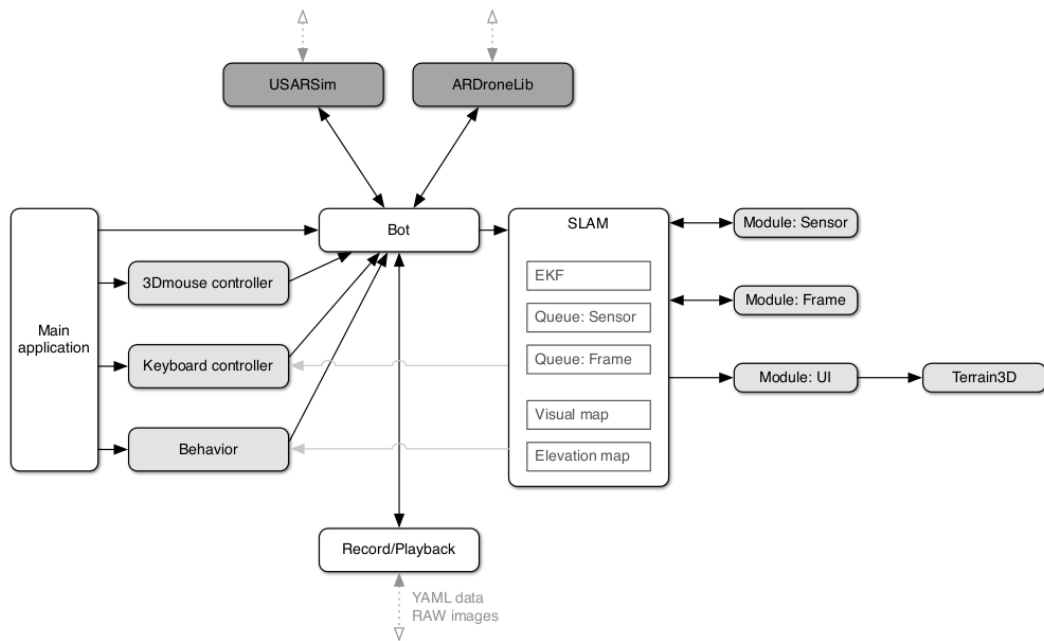 USARSim
ARDroneLib
Main
application
Bot
3Dmouse controller
Keyboard controller
Behavior
SLAM
EKF
Queue: Sensor
Queue: Frame
Visual map
Elevation map
Module: Sensor
Module: Frame
Module: UI
Terrain3D
Record/Playback
YAML data
RAW images